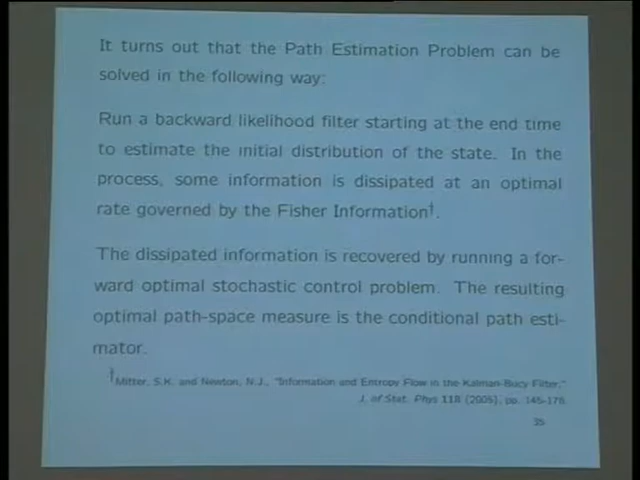 It turns out that the Path Estimation Problem can be
solved in the following way:
Run a backward likelihood filter starting at the end time
to estimate the initial distribution of the state. In the
process, some information is dissipated at an optimal
rate governed by the Fisher Information†.
The dissipated information is recovered by running a for-
ward optimal stochastic control problem. The resulting
optimal path-space measure is the conditional path esti-
mator.
†Mitter, S.K. and Newton, N.J., "Information and Entropy Flow in the Kalman-Bucy Filter,"
J. of Stat. Phys 118 (2005), pp. 145-176
35